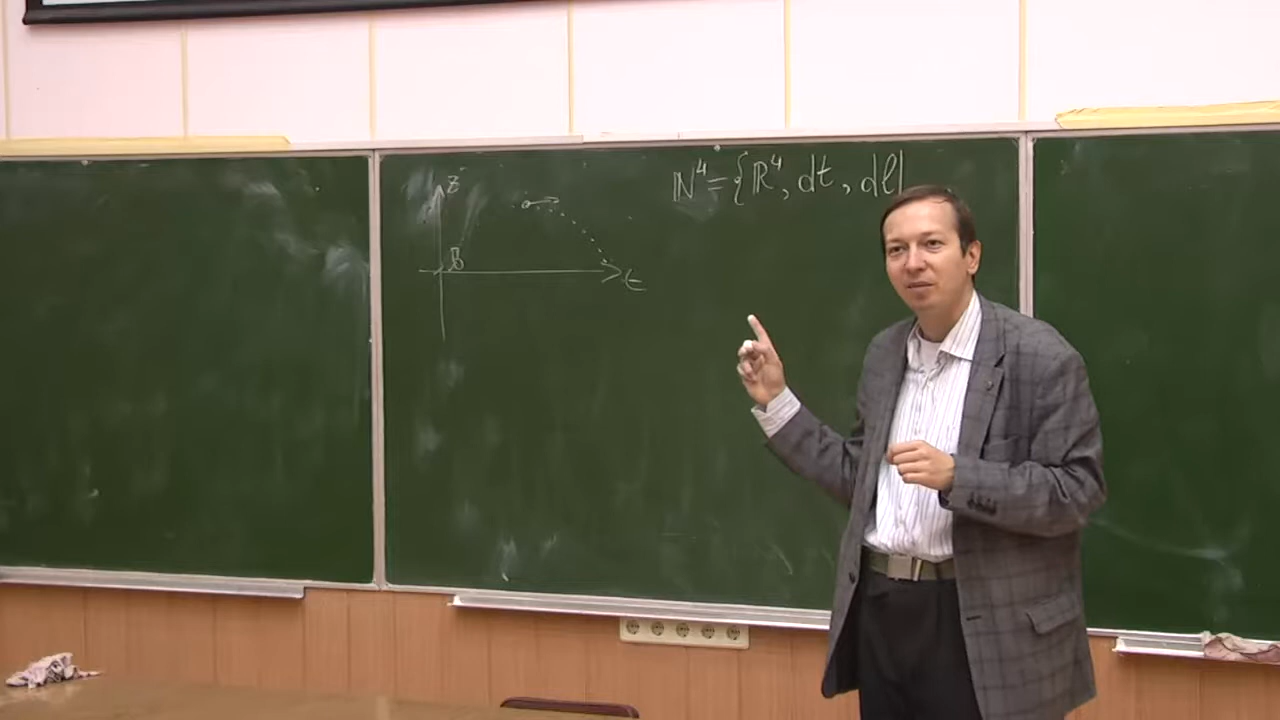 z
t
ℕ⁴={ℝ⁴, dt, dl